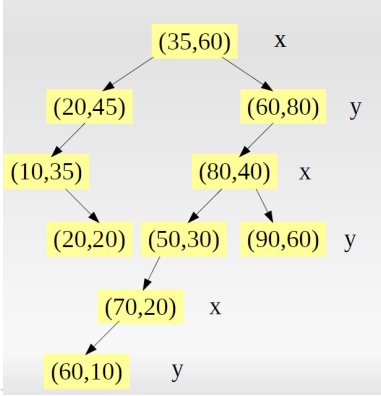 (35,60) x
(20,45) (60,80) y
(10,35) (80,40) x
(20,20) (50,30) (90,60) y
(70,20) x
(60,10) y